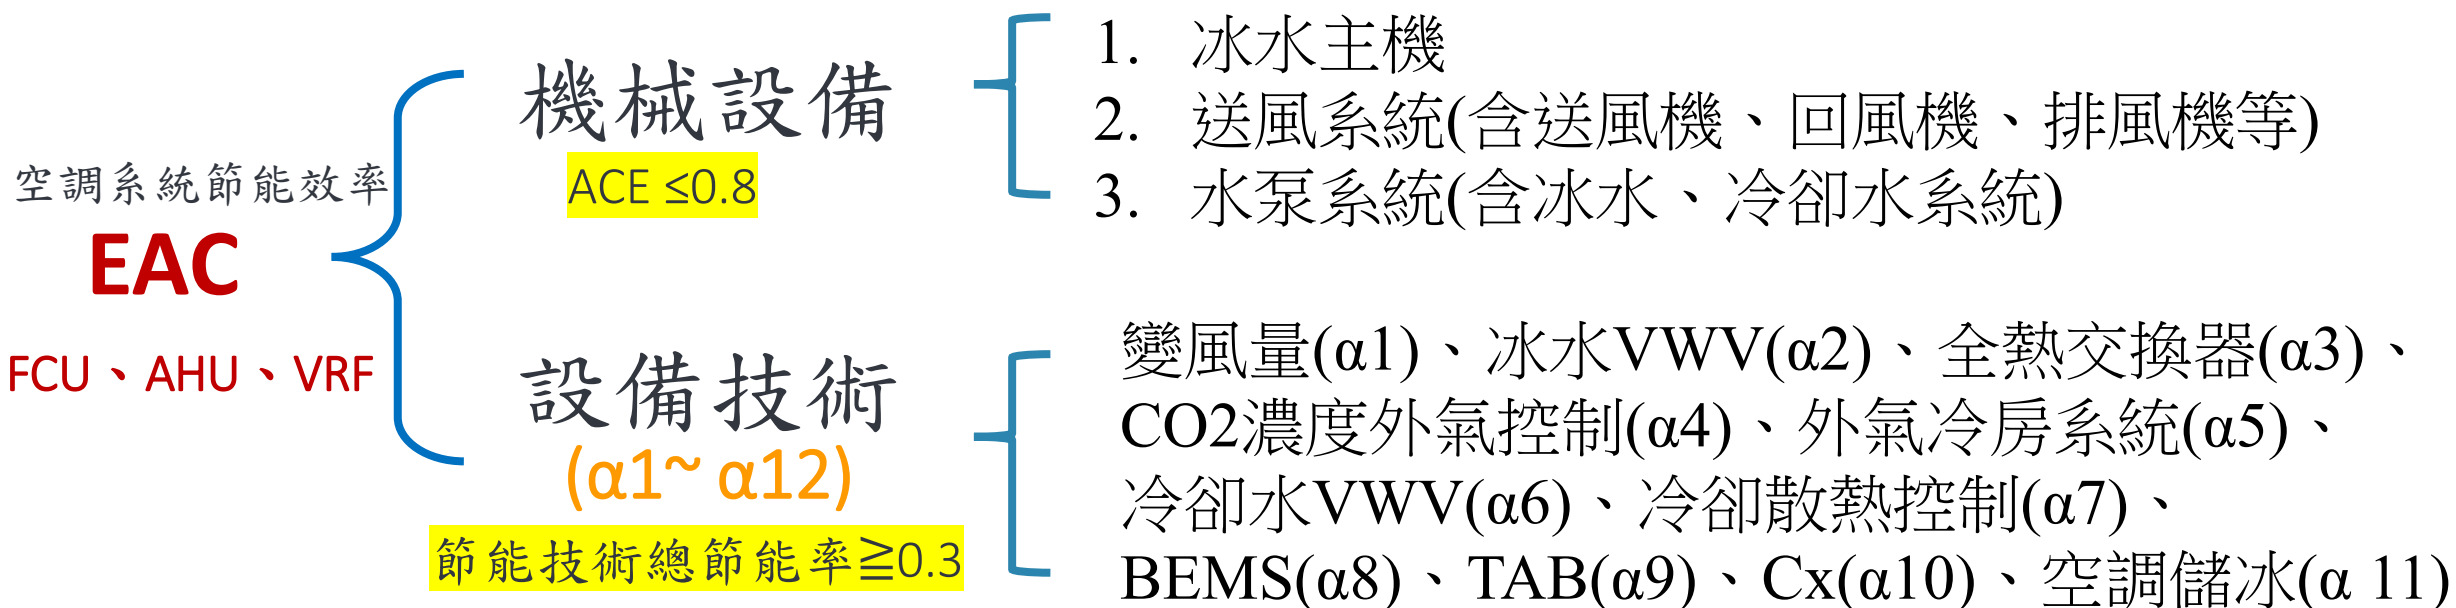 空調系統節能效率
EAC
FCU、AHU、VRF
機械設備
ACE ≤0.8
1. 冰水主機
2. 送風系統(含送風機、回風機、排風機等)
3. 水泵系統(含冰水、冷卻水系統)
設備技術
(α1~ α12)
節能技術總節能率≧0.3
變風量(α1)、冰水VWV(α2)、全熱交換器(α3)、
CO2濃度外氣控制(α4)、外氣冷房系統(α5)、
冷卻水VWV(α6)、冷卻散熱控制(α7)、
BEMS(α8)、TAB(α9)、Cx(α10)、空調儲冰(α 11)